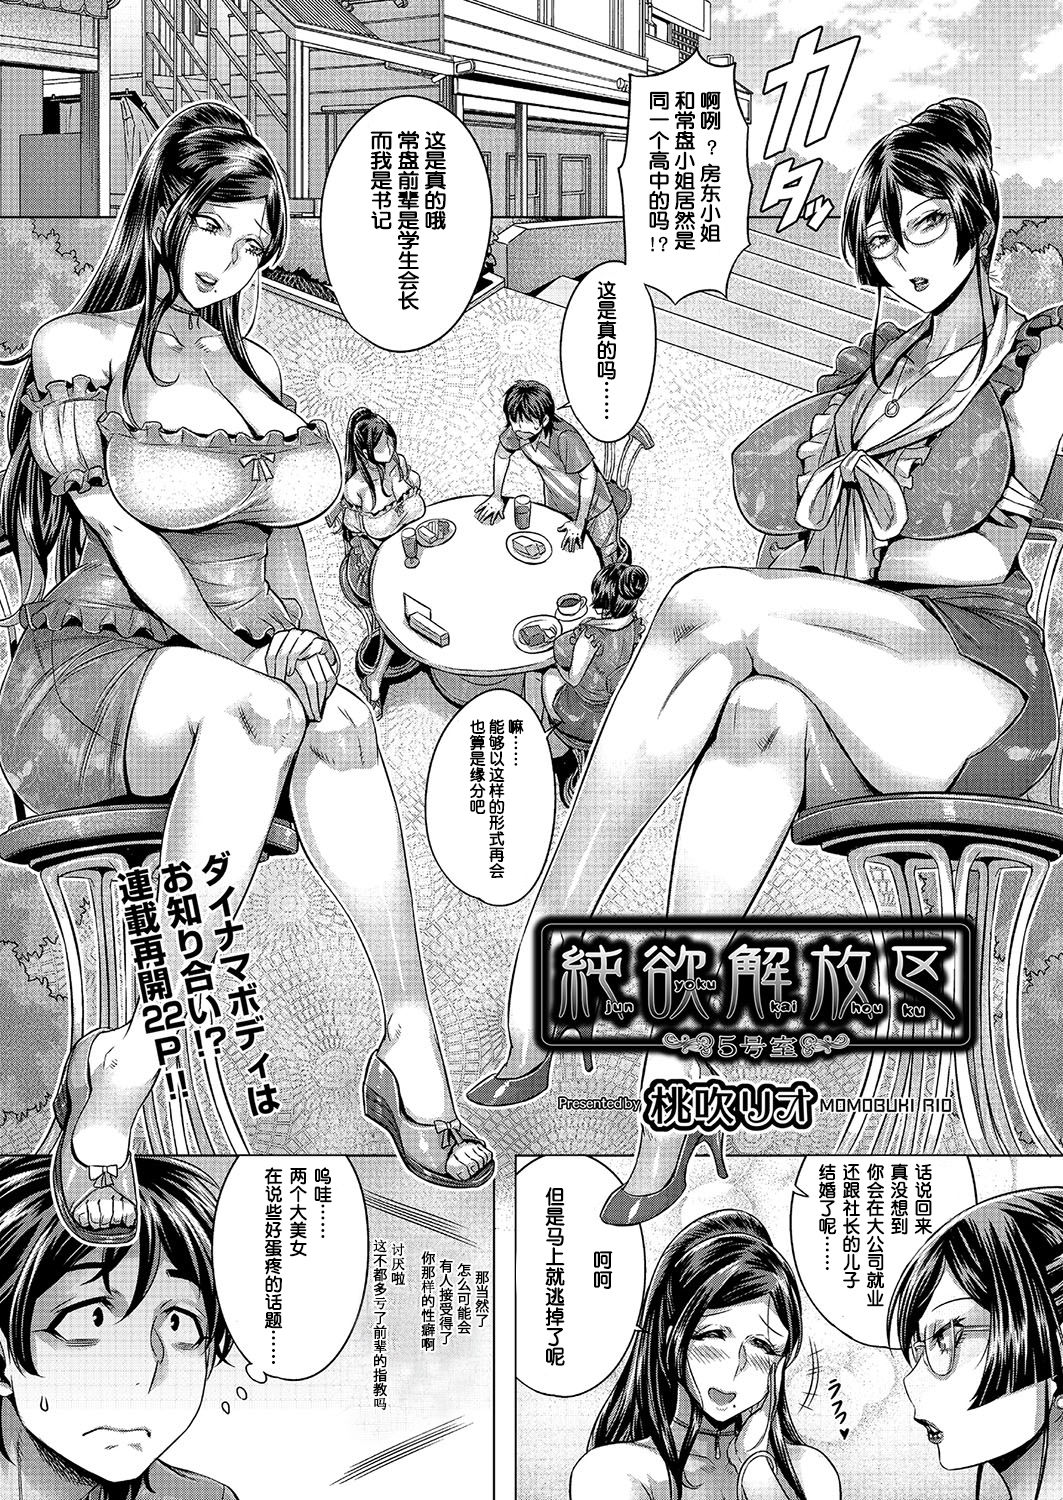 カタッ
啊咧？房东小姐
和常盘小姐居然是
同一个高中的吗!?
这是真的吗……
这是真的哦
常盘前辈是学生会长
而我是书记
嘛……
能够以这样的形式再会
也算是缘分吧
ダイナマボディは
お知り合い!?
連載再開22P!!
純欲解放区
jun yoku kai hou ku
5号室
Presented by 桃吹リオ MOMOBUKI RIO
话说回来
真没想到
你会在大公司就业
还跟社长的儿子
结婚了呢……
フラ♥
呵呵
但是马上就逃掉了呢
那当然了
怎么可能会
有人接受得了
你那样的性癖啊
讨厌啦
这不都多亏了前辈的指教吗
呜哇……
两个大美女
在说些好蛋疼的话题……